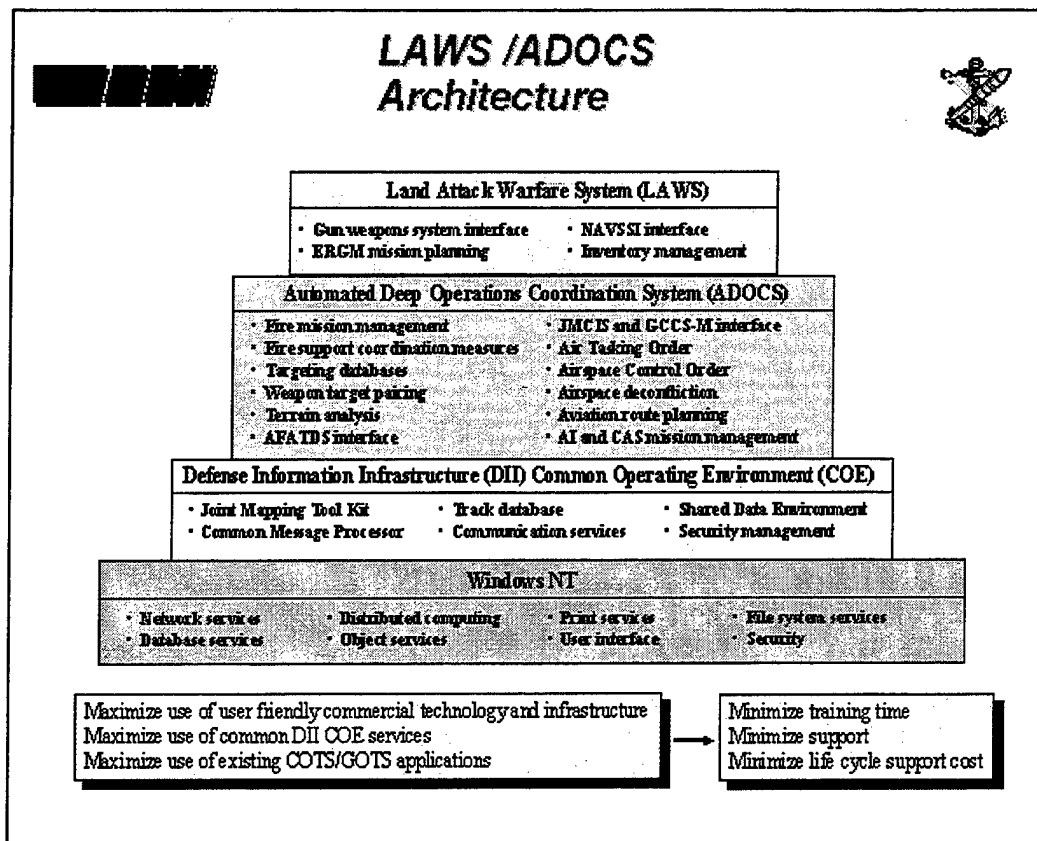 LAWS /ADOCS
Architecture
Land Attack Warfare System (LAWS)
· Gun weapons system interface · NAVSSI interface
· ERGM mission planning · Inventory management
Automated Deep Operations Coordination System (ADOCS)
· Fire mission management · JMCIS and GCCS-M interface
· Fire support coordination measures · Air Tasking Order
· Targeting databases · Airspace Control Order
· Weapon target pairing · Airspace deconfliction
· Terrain analysis · Aviation route planning
· AFATDS interface · AI and CAS mission management
Defense Information Infrastructure (DII) Common Operating Environment (COE)
· Joint Mapping Tool Kit · Track database · Shared Data Environment
· Common Message Processor · Communication services · Security management
Windows NT
· Network services · Distributed computing · Print services · File system services
· Database services · Object services · User interface · Security
Maximize use of user friendly commercial technology and infrastructure
Maximize use of common DII COE services
Maximize use of existing COTS/GOTS applications
Minimize training time
Minimize support
Minimize life cycle support cost